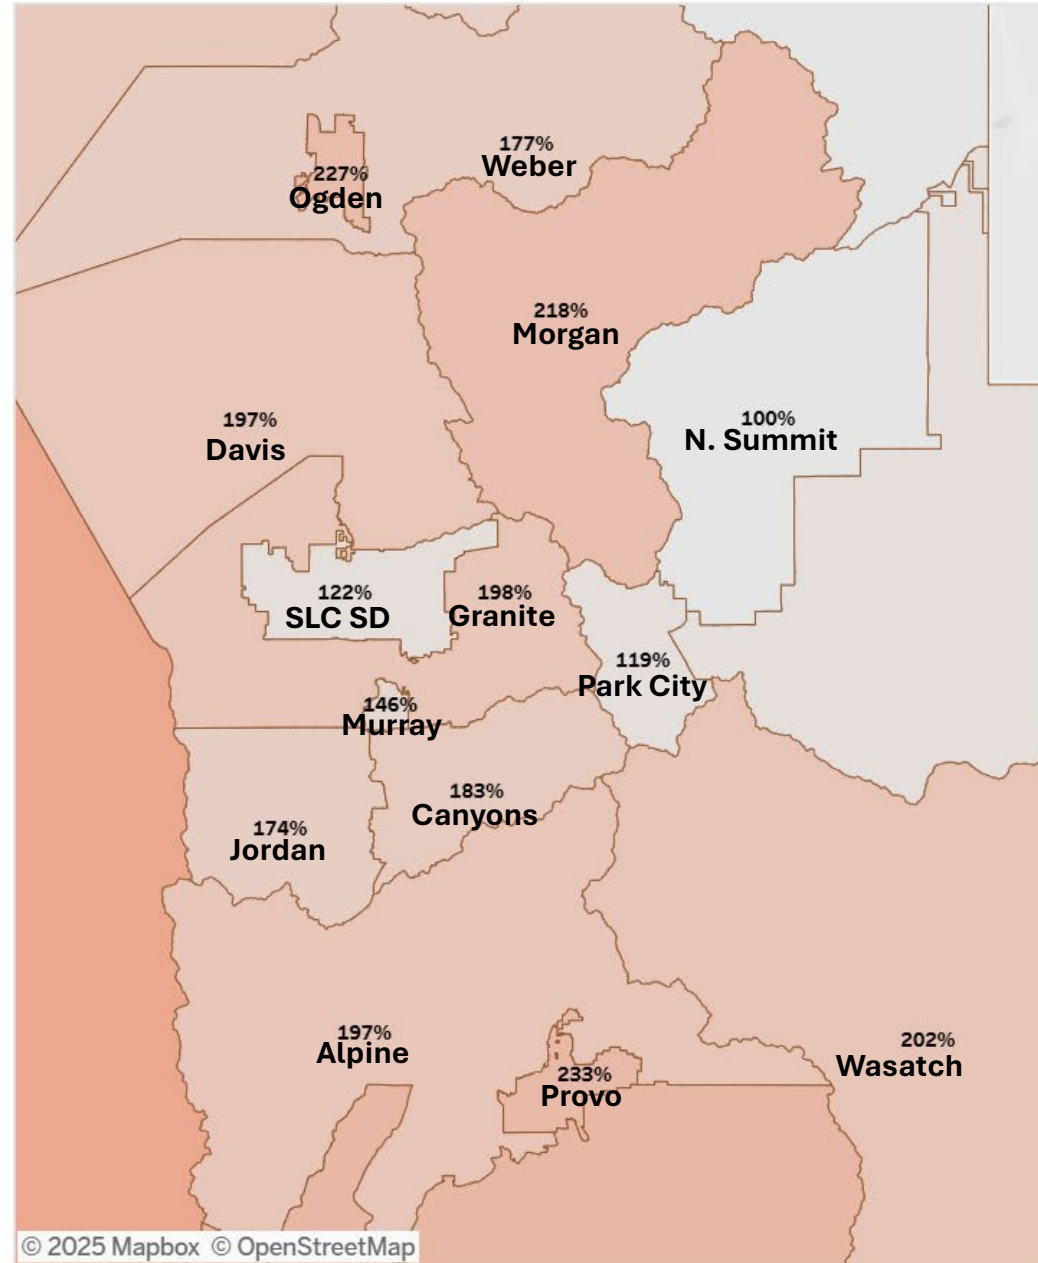 177%
Weber
227%
Ogden
218%
Morgan
197%
Davis
100%
N. Summit
122%
SLC SD
198%
Granite
119%
Park City
146%
Murray
183%
Canyons
174%
Jordan
197%
Alpine
202%
Wasatch
233%
Provo
© 2025 Mapbox © OpenStreetMap